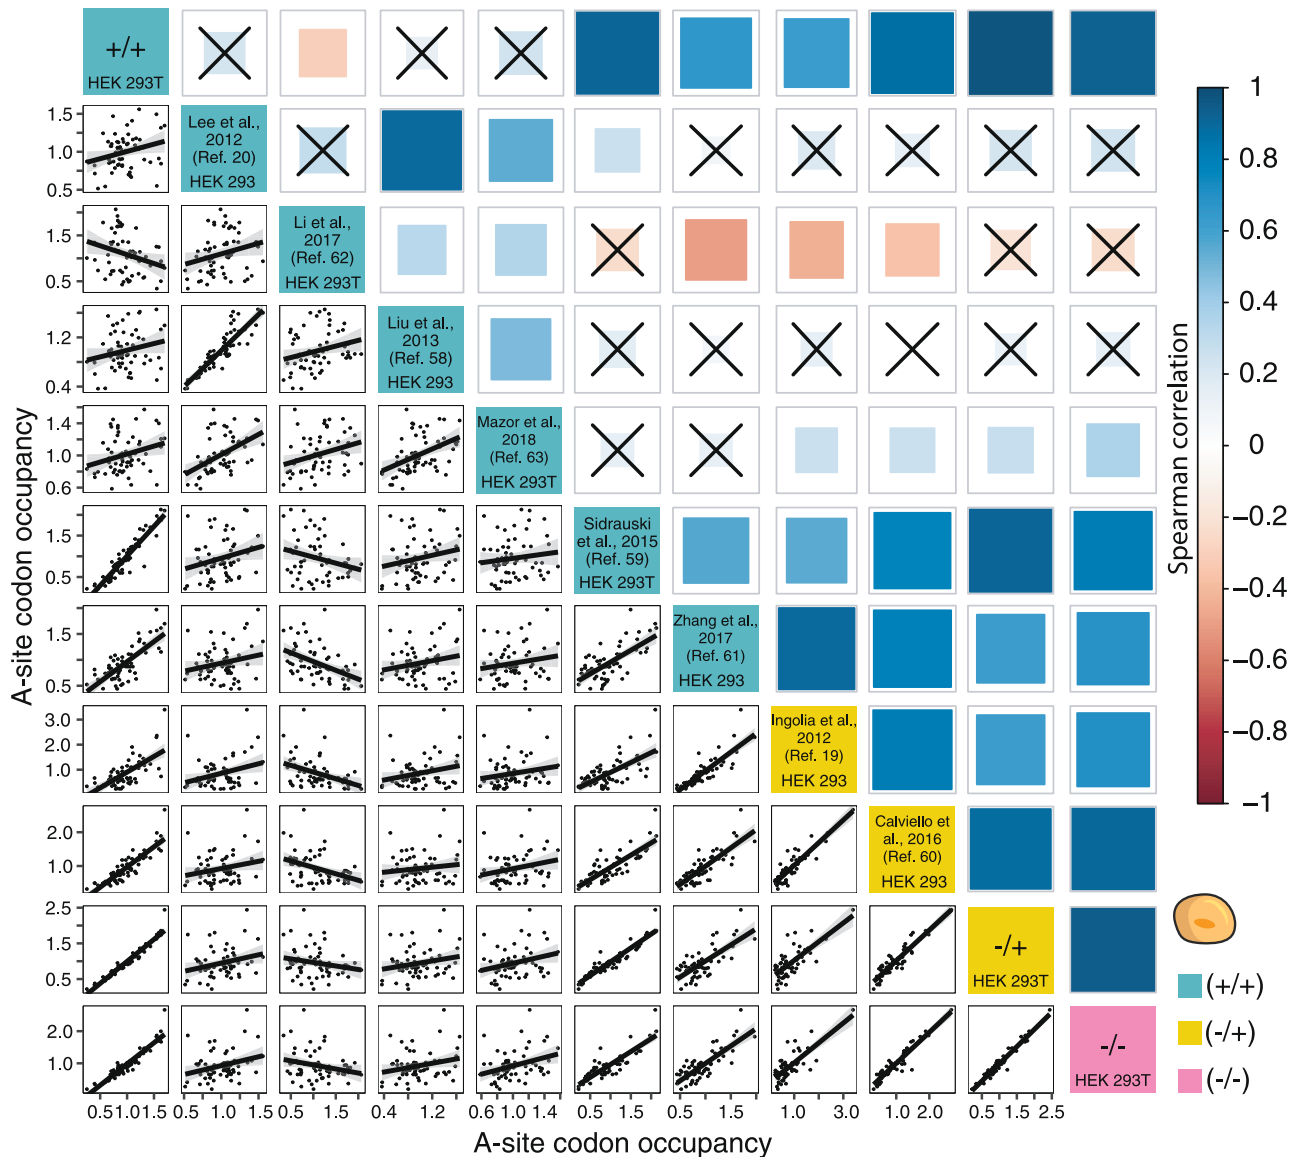 +/+
HEK 293T
1.5
1.0
0.5
Lee et al.,
2012
(Ref. 20)
HEK 293
1.5
0.5
Li et al.,
2017
(Ref. 62)
HEK 293T
1.2
0.4
Liu et al.,
2013
(Ref. 58)
HEK 293
1.4
1.0
0.6
Mazor et al.,
2018
(Ref. 63)
HEK 293T
1.5
0.5
Sidrauski
et al., 2015
(Ref. 59)
HEK 293T
1.5
0.5
Zhang et al.,
2017
(Ref. 61)
HEK 293
3.0
2.0
1.0
Ingolia et al.,
2012
(Ref. 19)
HEK 293
2.0
1.0
Calviello et
al., 2016
(Ref. 60)
HEK 293
2.5
1.5
0.5
-/+
HEK 293T
2.0
1.0
-/-
HEK 293T
0.5 1.0 1.5
0.5 1.0 1.5
0.5 1.5
0.4 1.2
0.6 1.0 1.4
0.5 1.5
0.5 1.5
1.0 3.0
1.0 2.0
0.5 1.5 2.5
A-site codon occupancy
A-site codon occupancy
1
0.8
0.6
0.4
0.2
0
−0.2
−0.4
−0.6
−0.8
−1
Spearman correlation
(+/+)
(-/+)
(-/-)